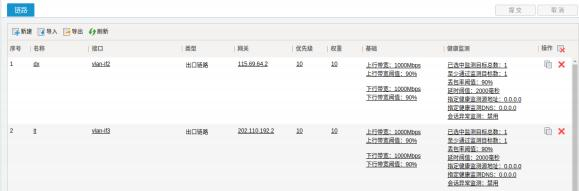 链路
提 交
取 消
新建 导入 导出 刷新
序号 名称 接口 类型 网关 优先级 权重 基础 健康监测 操作
1 dx vlan-if2 出口链路 115.69.64.2 10 10
上行带宽：1000Mbps
上行带宽阈值：90%
下行带宽：1000Mbps
下行带宽阈值：90%
已选中监测目标总数：1
至少通过监测目标数：1
丢包率阈值：90%
延时阈值：2000毫秒
指定健康监测源地址：0.0.0.0
指定健康监测DNS：0.0.0.0
会话异常监测：禁用
2 lt vlan-if3 出口链路 202.110.192.2 10 10
上行带宽：1000Mbps
上行带宽阈值：90%
下行带宽：1000Mbps
下行带宽阈值：90%
已选中监测目标总数：1
至少通过监测目标数：1
丢包率阈值：90%
延时阈值：2000毫秒
指定健康监测源地址：0.0.0.0
指定健康监测DNS：0.0.0.0
会话异常监测：禁用